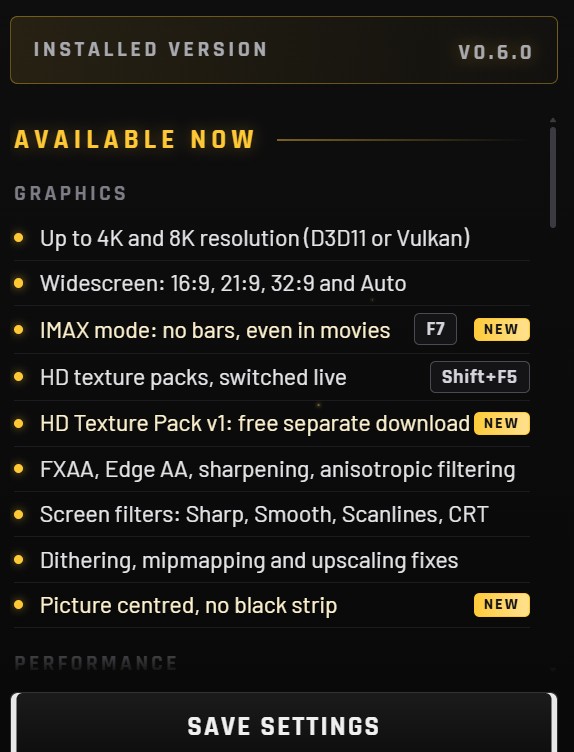 INSTALLED VERSION V0.6.0
AVAILABLE NOW
GRAPHICS
Up to 4K and 8K resolution (D3D11 or Vulkan)
Widescreen: 16:9, 21:9, 32:9 and Auto
IMAX mode: no bars, even in movies F7 NEW
HD texture packs, switched live Shift+F5
HD Texture Pack v1: free separate download NEW
FXAA, Edge AA, sharpening, anisotropic filtering
Screen filters: Sharp, Smooth, Scanlines, CRT
Dithering, mipmapping and upscaling fixes
Picture centred, no black strip NEW
PERFORMANCE
SAVE SETTINGS